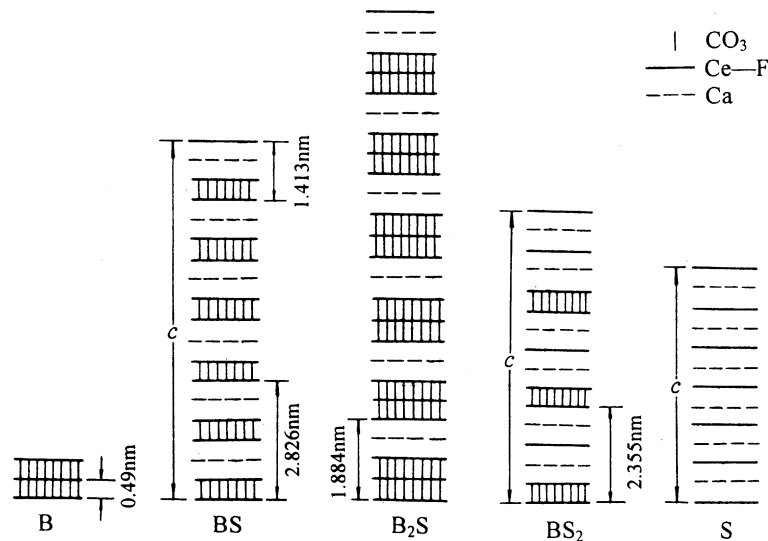 CO₃
Ce—F
Ca
1.413nm
c
2.826nm
0.49nm
1.884nm
c
2.355nm
c
B
BS
B₂S
BS₂
S